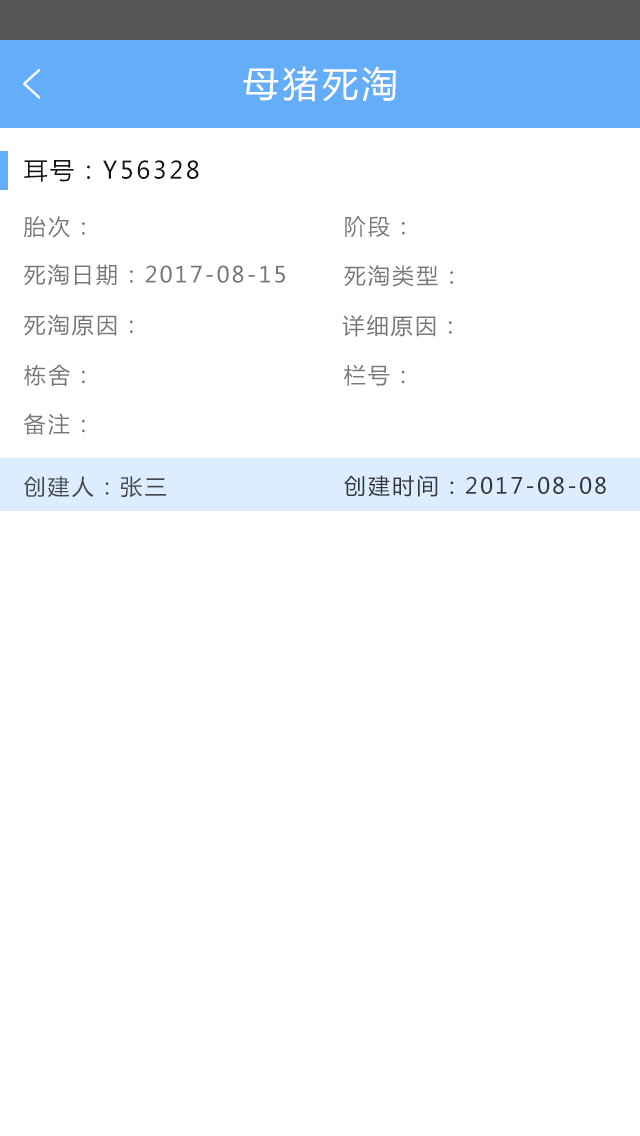 母猪死淘
耳号：Y56328
胎次： 阶段：
死淘日期：2017-08-15 死淘类型：
死淘原因： 详细原因：
栋舍： 栏号：
备注：
创建人：张三 创建时间：2017-08-08